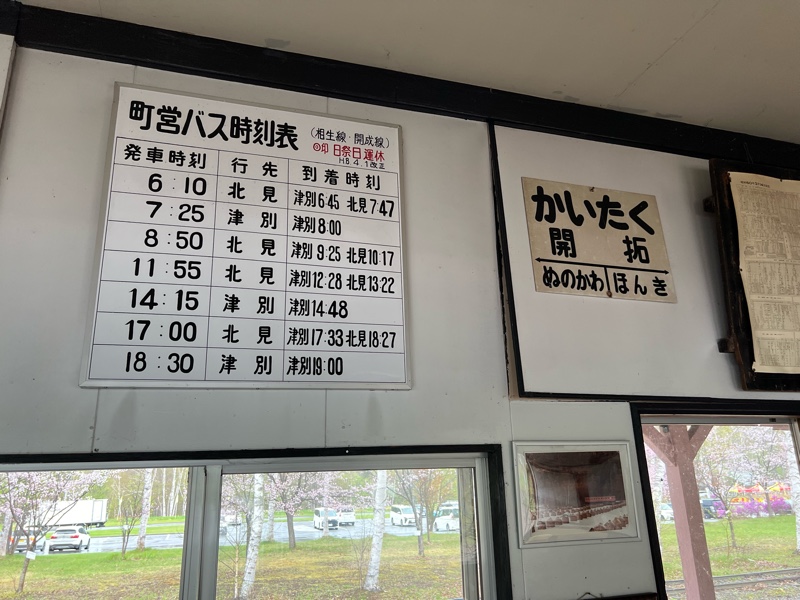 町営バス時刻表 (相生線・開成線)
◎印 日祭日運休
H8.4.1改正
発車時刻 行先 到着時刻
6:10 北見 津別6:45 北見7:47
7:25 津別 津別8:00
8:50 北見 津別9:25 北見10:17
11:55 北見 津別12:28 北見13:22
14:15 津別 津別14:48
17:00 北見 津別17:33 北見18:27
18:30 津別 津別19:00
かいたく
開拓
ぬのかわ ほんき